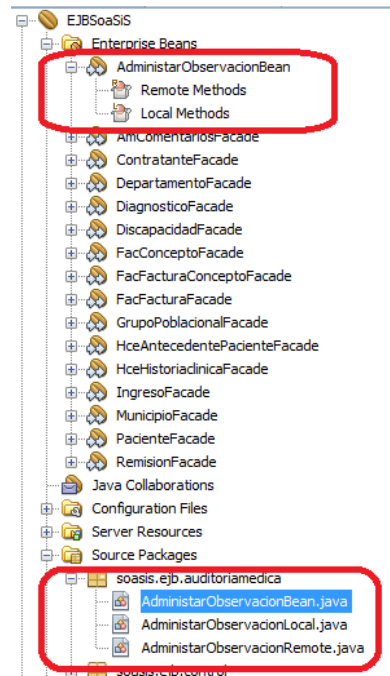 EJBSoaSiS
Enterprise Beans
AdministarObservacionBean
Remote Methods
Local Methods
AmComentariosFacade
ContratanteFacade
DepartamentoFacade
DiagnosticoFacade
DiscapacidadFacade
FacConceptoFacade
FacFacturaConceptoFacade
FacFacturaFacade
GrupoPoblacionalFacade
HceAntecedentePacienteFacade
HceHistoriaclinicaFacade
IngresoFacade
MunicipioFacade
PacienteFacade
RemisionFacade
Java Collaborations
Configuration Files
Server Resources
Source Packages
soasis.ejb.auditoriamedica
AdministarObservacionBean.java
AdministarObservacionLocal.java
AdministarObservacionRemote.java
soasis.ejb.control